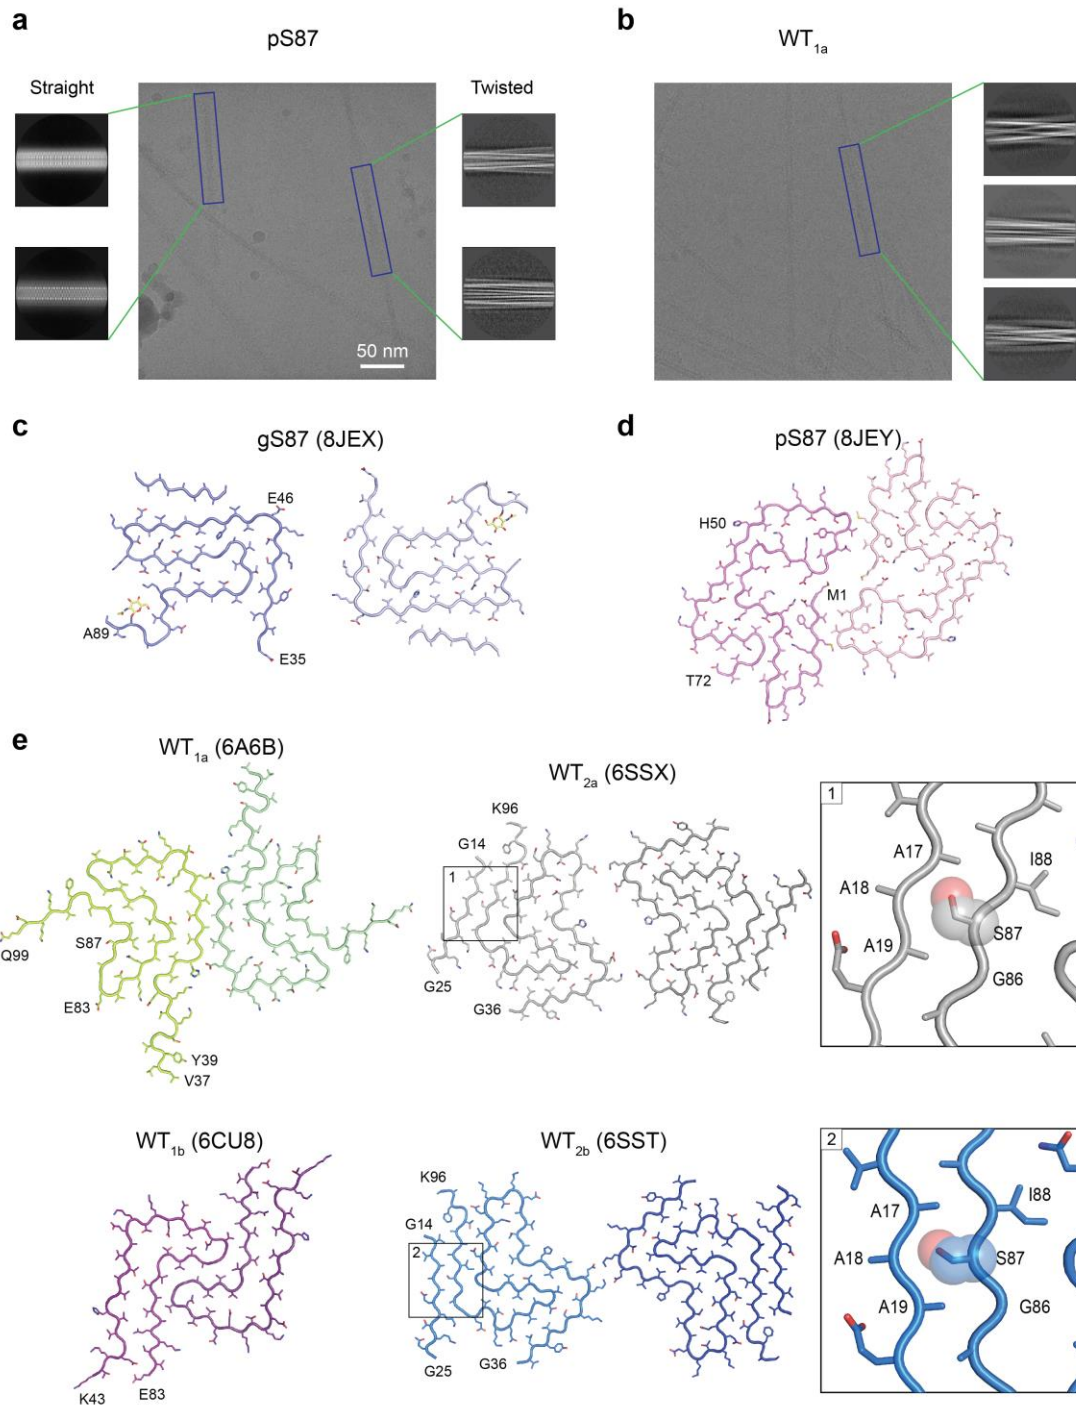 a
pS87
b
WT1a
Straight
Twisted
50 nm
c
gS87 (8JEX)
d
pS87 (8JEY)
E46
H50
M1
A89
E35
T72
e
WT1a (6A6B)
WT2a (6SSX)
1
K96
G14
1
A17
I88
A18
S87
S87
A19
Q99
G86
E83
G25
G36
Y39
V37
WT1b (6CU8)
WT2b (6SST)
2
K96
G14
A17
I88
2
A18
S87
A19
G86
G25
G36
K43
E83